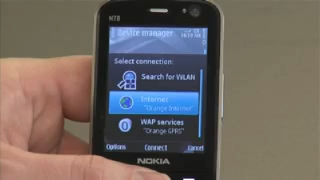 N78
Device manager
Select connection:
Search for WLAN
Internet
"Orange Internet"
WAP services
"Orange GPRS"
Options Connect Cancel
NOKIA